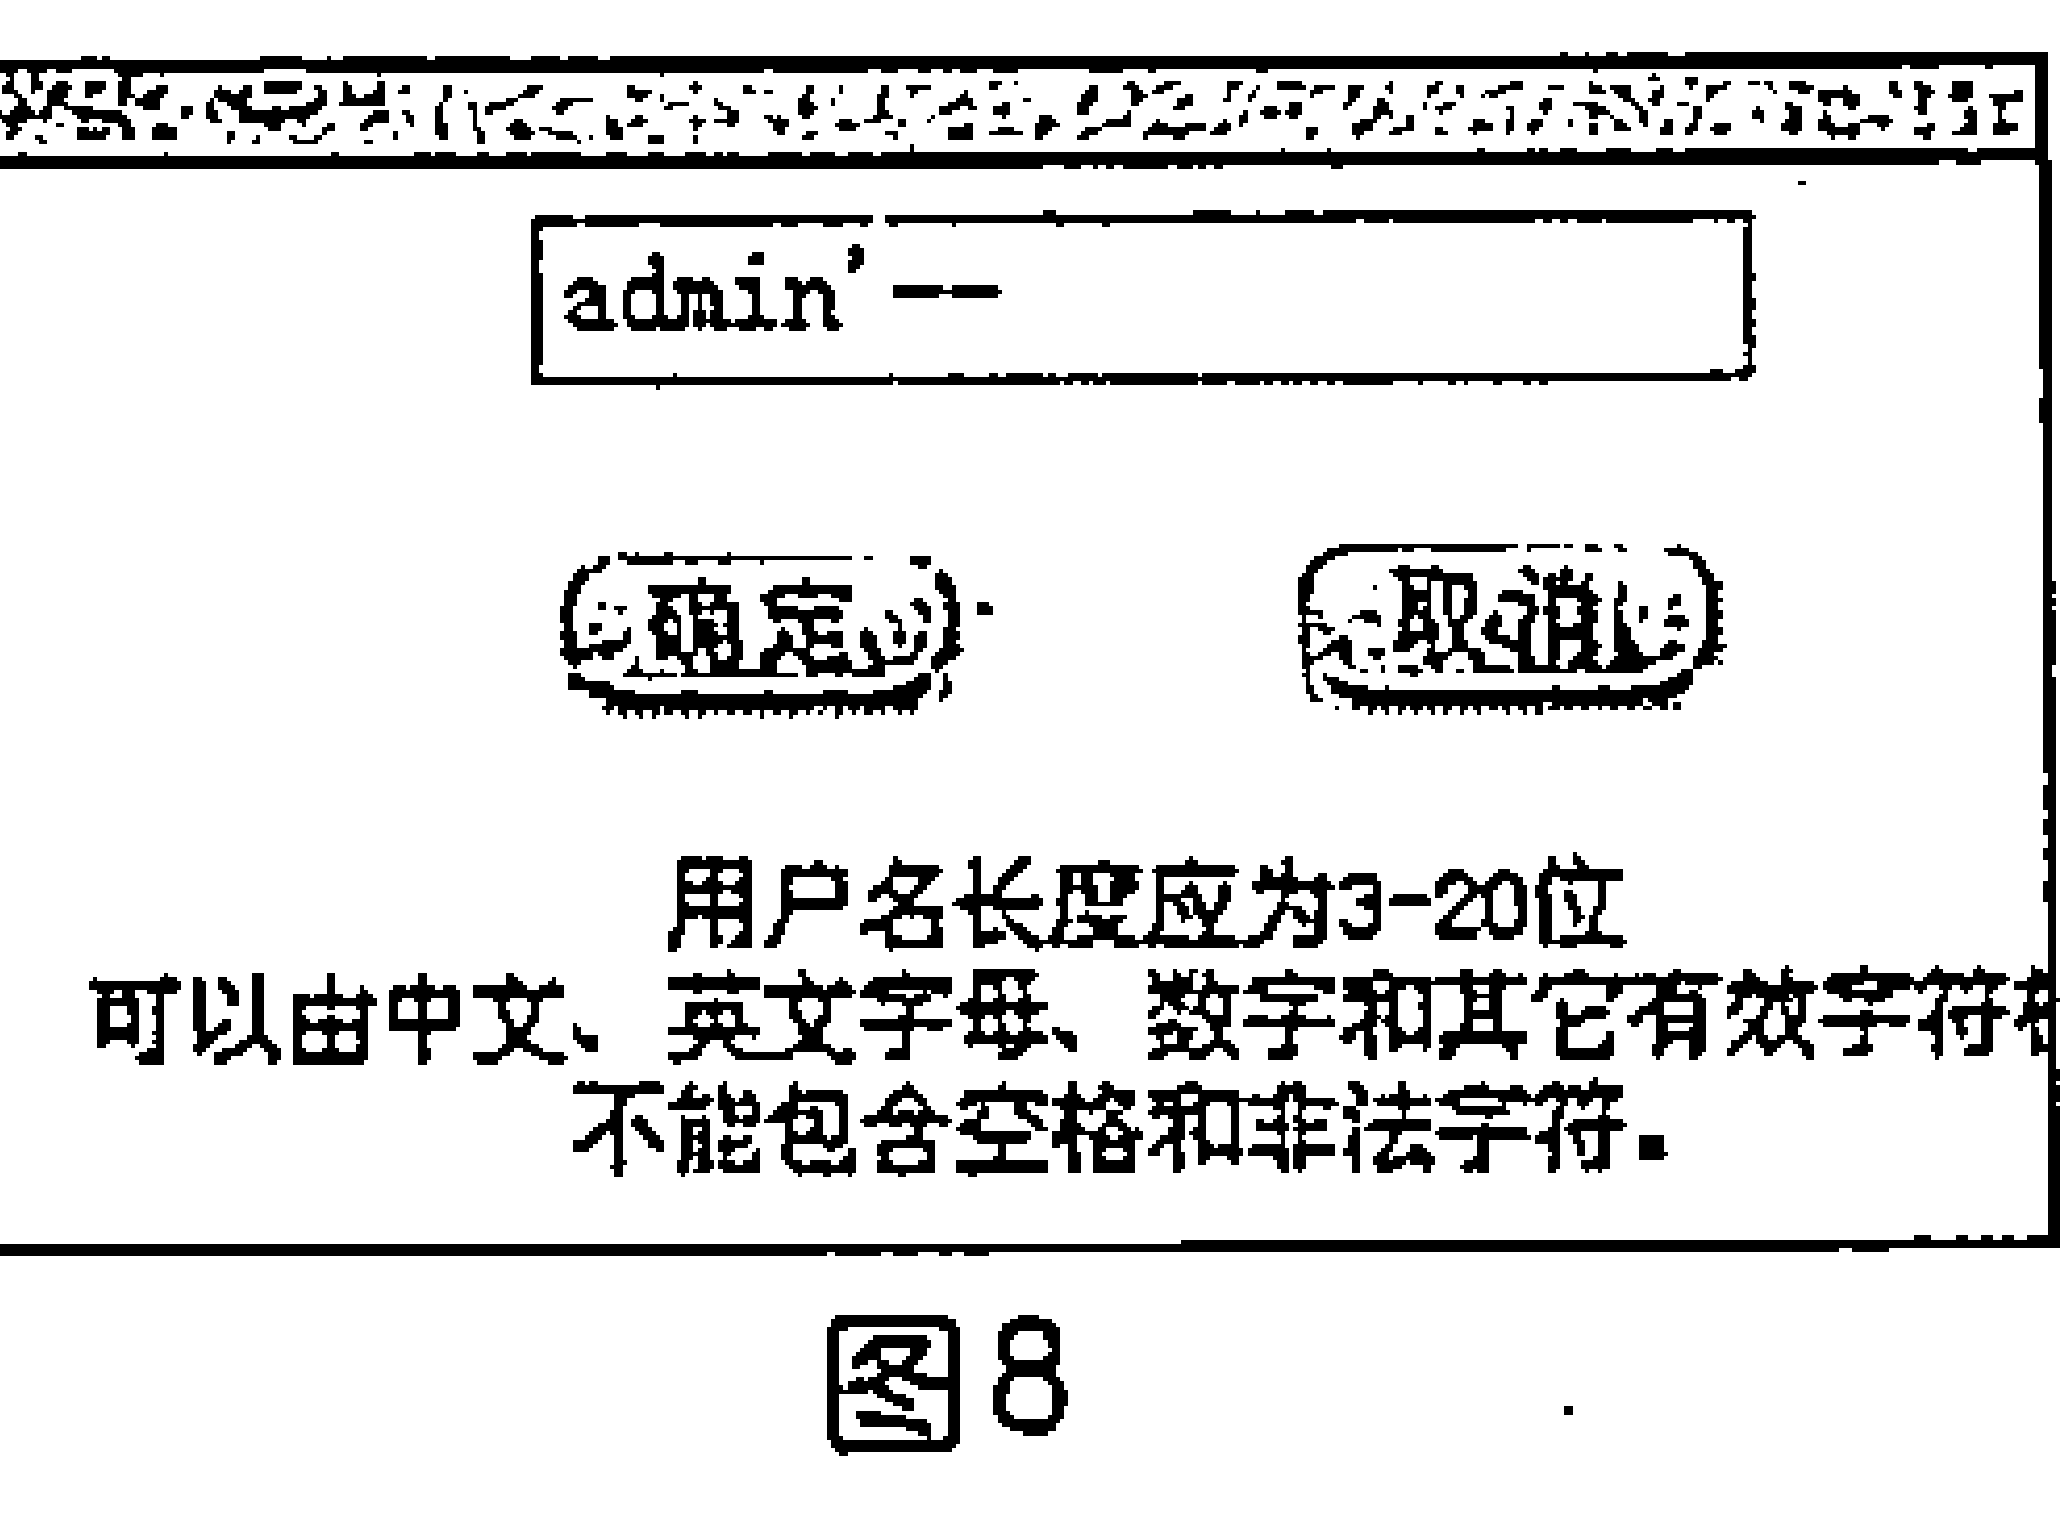 admin'--
确定 取消
用户名长度应为3-20位
可以由中文、英文字母、数字和其它有效字符
不能包含空格和非法字符.
图8